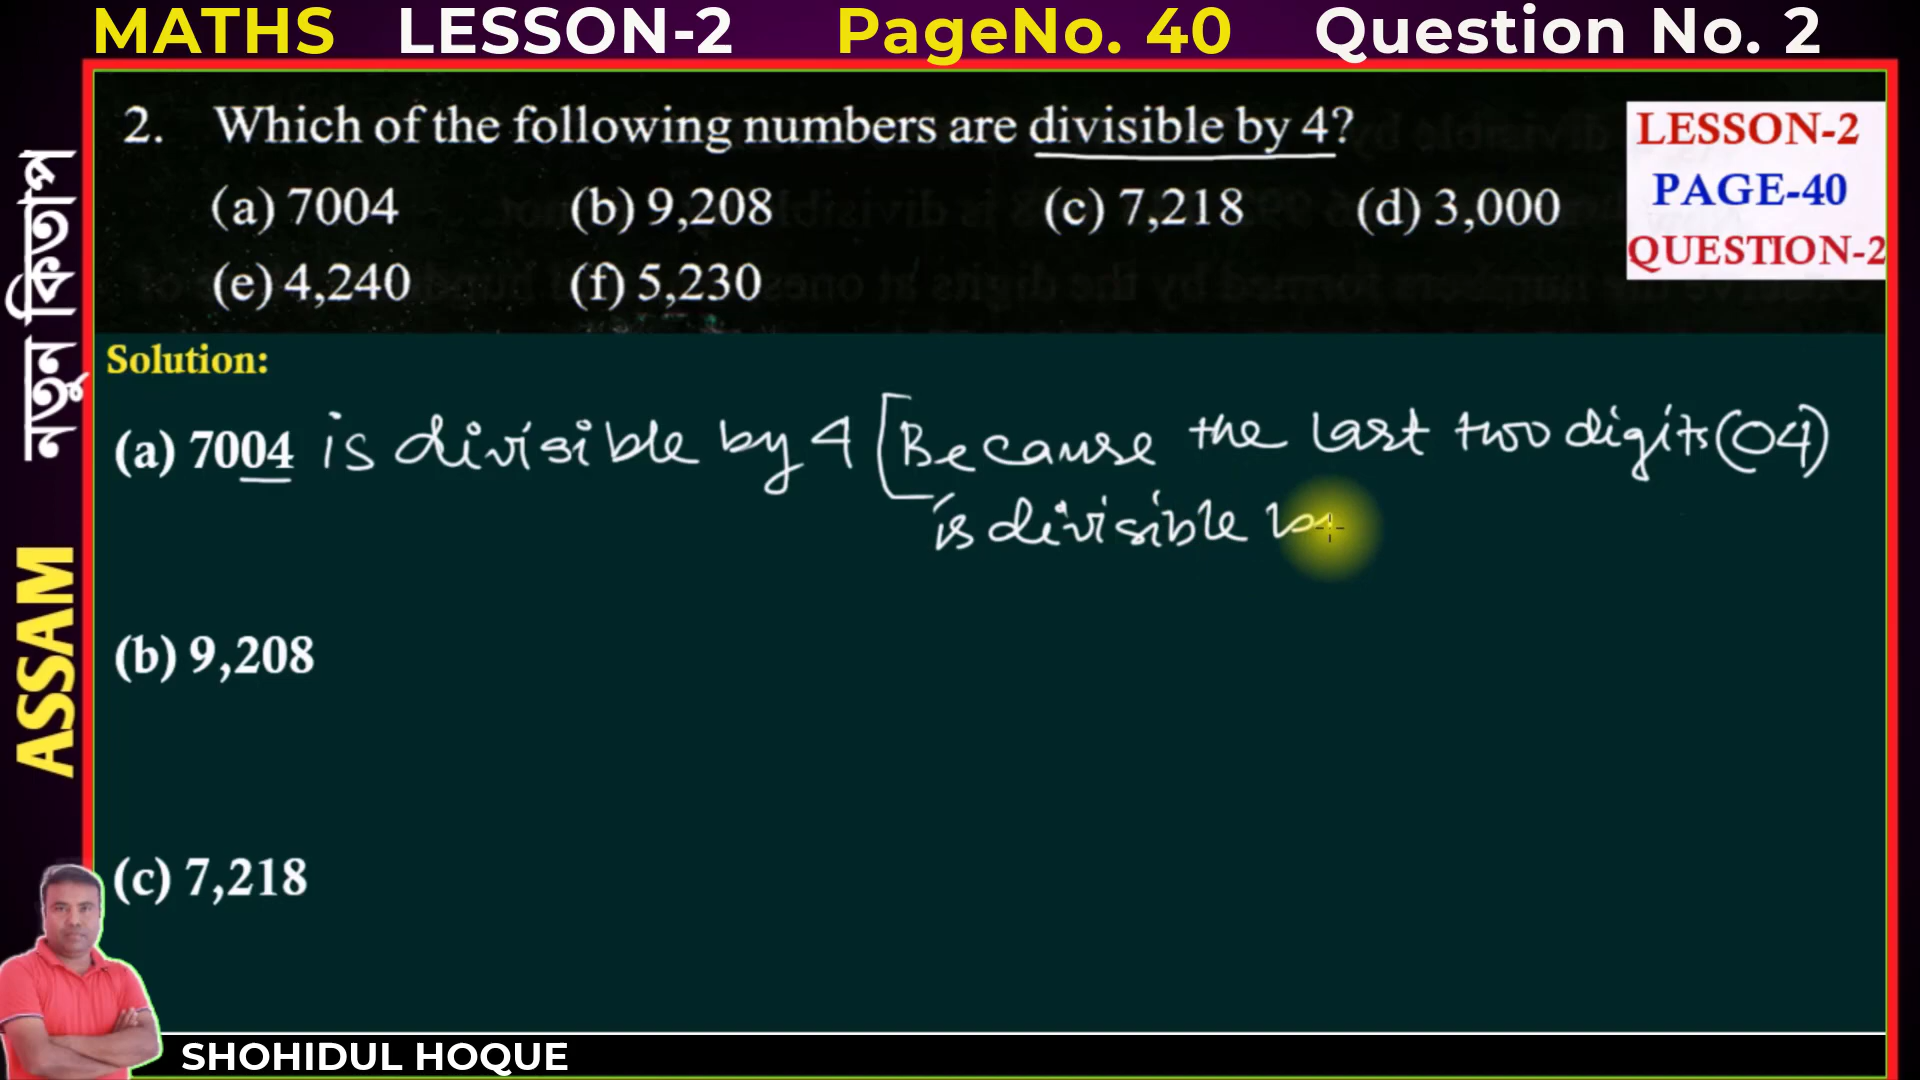 MATHS LESSON-2 PageNo. 40 Question No. 2
2. Which of the following numbers are divisible by 4?
(a) 7004 (b) 9,208 (c) 7,218 (d) 3,000
(e) 4,240 (f) 5,230
LESSON-2
PAGE-40
QUESTION-2
নতুন কিতাপ
ASSAM
Solution:
(a) 7004 is divisible by 4 [Because the last two digits (04)
is divisible
(b) 9,208
(c) 7,218
SHOHIDUL HOQUE